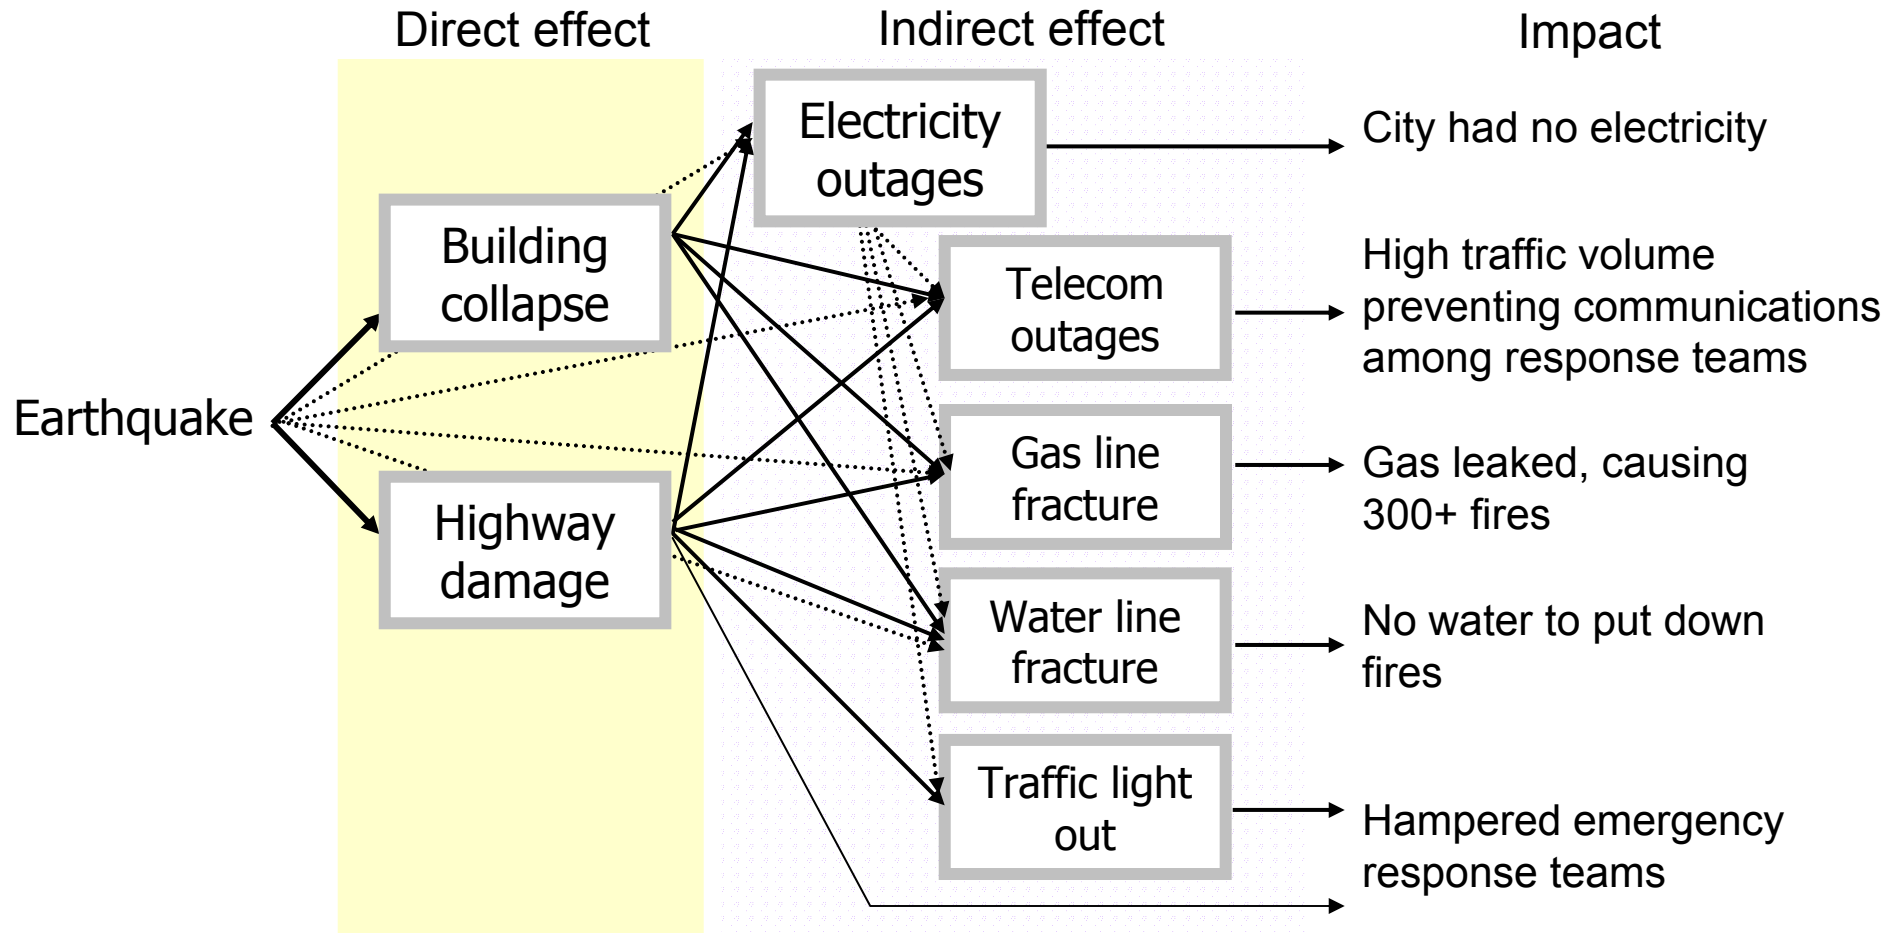 Direct effect
Indirect effect
Impact
Electricity
outages
City had no electricity
Building
collapse
Telecom
outages
High traffic volume
preventing communications
among response teams
Earthquake
Gas line
fracture
Gas leaked, causing
300+ fires
Highway
damage
Water line
fracture
No water to put down
fires
Traffic light
out
Hampered emergency
response teams